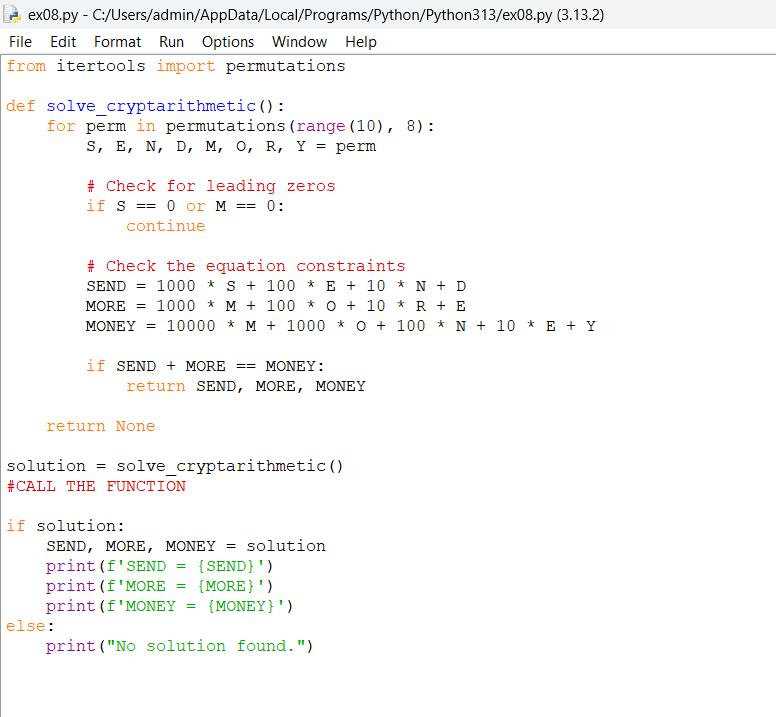 ex08.py - C:/Users/admin/AppData/Local/Programs/Python/Python313/ex08.py (3.13.2)
File Edit Format Run Options Window Help
from itertools import permutations

def solve_cryptarithmetic():
    for perm in permutations(range(10), 8):
        S, E, N, D, M, O, R, Y = perm

        # Check for leading zeros
        if S == 0 or M == 0:
            continue

        # Check the equation constraints
        SEND = 1000 * S + 100 * E + 10 * N + D
        MORE = 1000 * M + 100 * O + 10 * R + E
        MONEY = 10000 * M + 1000 * O + 100 * N + 10 * E + Y

        if SEND + MORE == MONEY:
            return SEND, MORE, MONEY

    return None

solution = solve_cryptarithmetic()
#CALL THE FUNCTION

if solution:
    SEND, MORE, MONEY = solution
    print(f'SEND = {SEND}')
    print(f'MORE = {MORE}')
    print(f'MONEY = {MONEY}')
else:
    print("No solution found.")